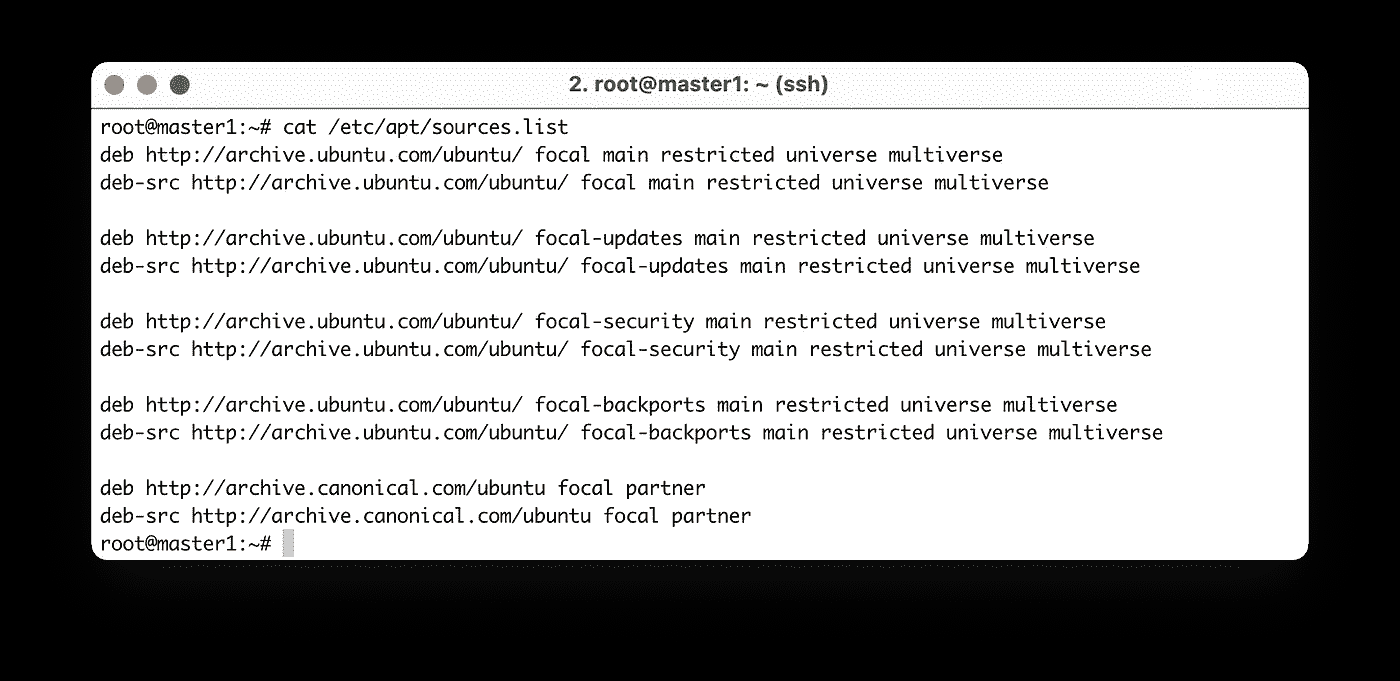 2. root@master1: ~ (ssh)
root@master1:~# cat /etc/apt/sources.list
deb http://archive.ubuntu.com/ubuntu/ focal main restricted universe multiverse
deb-src http://archive.ubuntu.com/ubuntu/ focal main restricted universe multiverse
deb http://archive.ubuntu.com/ubuntu/ focal-updates main restricted universe multiverse
deb-src http://archive.ubuntu.com/ubuntu/ focal-updates main restricted universe multiverse
deb http://archive.ubuntu.com/ubuntu/ focal-security main restricted universe multiverse
deb-src http://archive.ubuntu.com/ubuntu/ focal-security main restricted universe multiverse
deb http://archive.ubuntu.com/ubuntu/ focal-backports main restricted universe multiverse
deb-src http://archive.ubuntu.com/ubuntu/ focal-backports main restricted universe multiverse
deb http://archive.canonical.com/ubuntu focal partner
deb-src http://archive.canonical.com/ubuntu focal partner
root@master1:~#